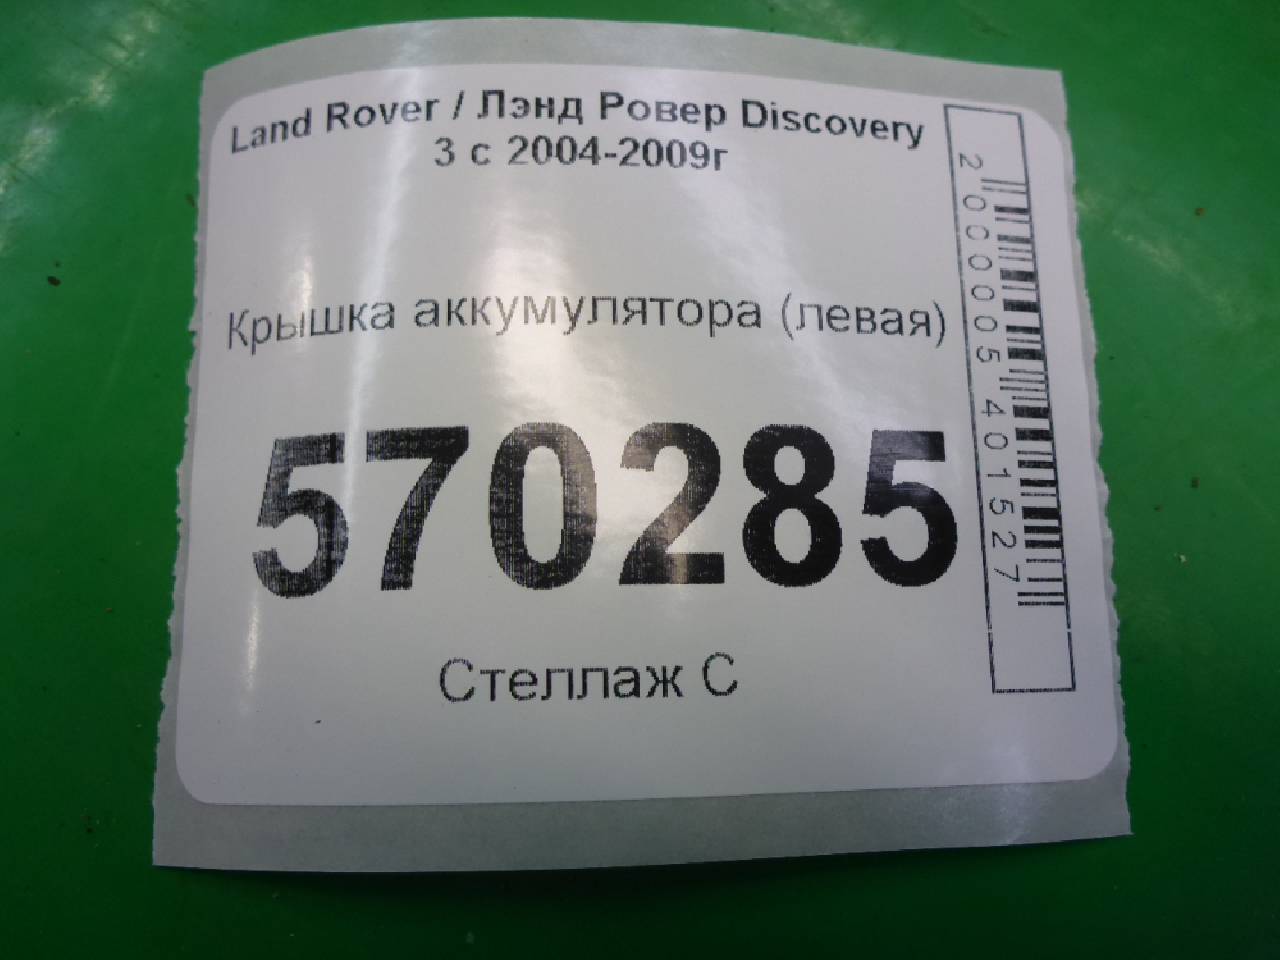 Land Rover / Лэнд Ровер Discovery
3 с 2004-2009г
Крышка аккумулятора (левая)
570285
Стеллаж С
2000005401527